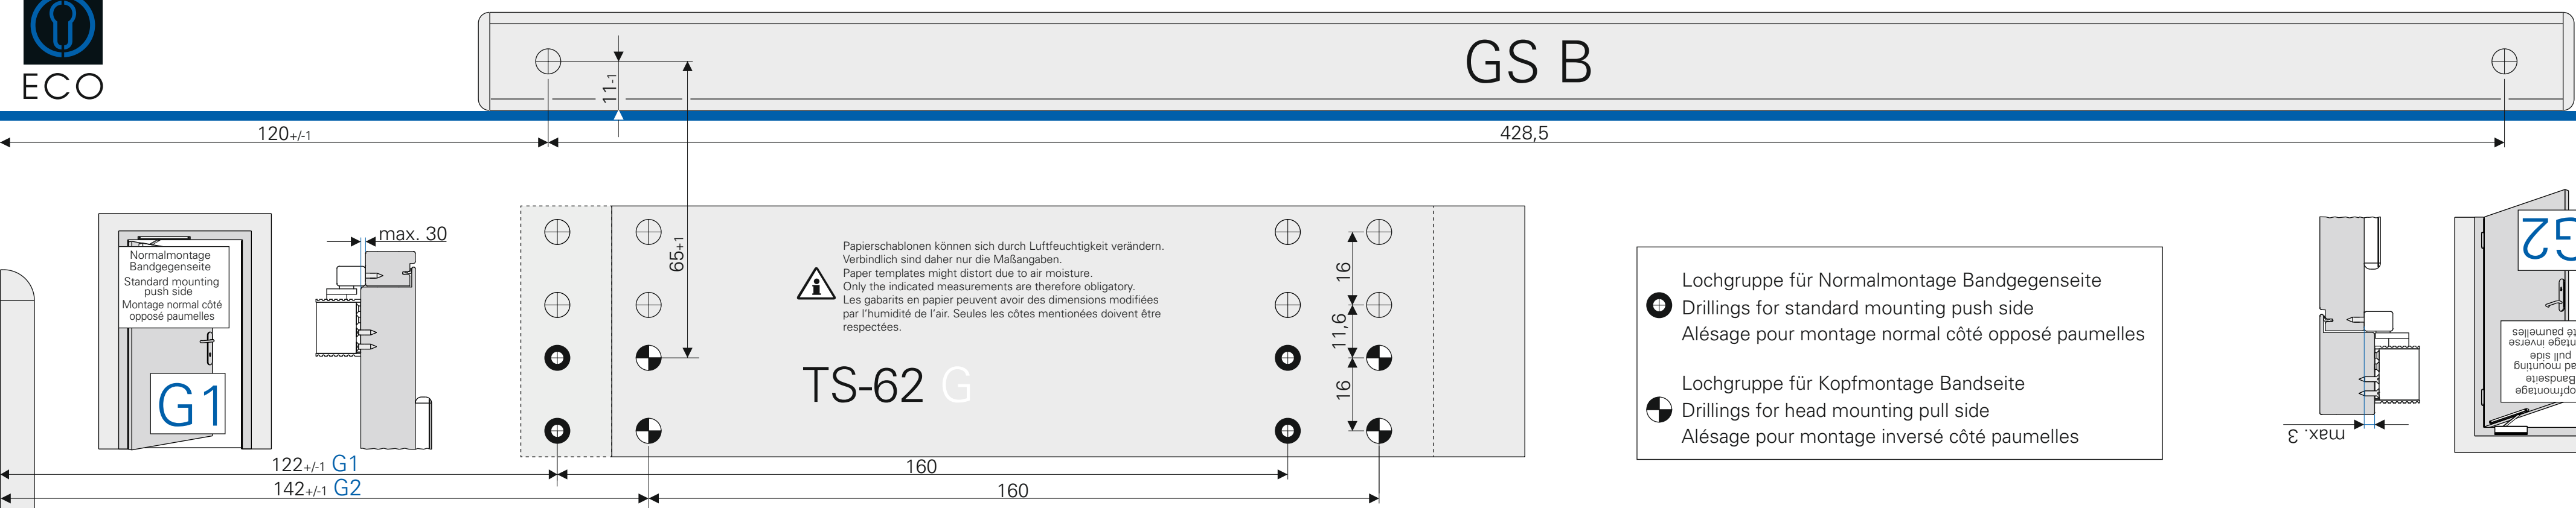 ECO
GS B
11-1
120+/-1
428,5
65+1
Normalmontage
Bandgegenseite
Standard mounting
push side
Montage normal côté
opposé paumelles
G1
max. 30
Papierschablonen können sich durch Luftfeuchtigkeit verändern.
Verbindlich sind daher nur die Maßangaben.
Paper templates might distort due to air moisture.
Only the indicated measurements are therefore obligatory.
Les gabarits en papier peuvent avoir des dimensions modifiées
par l'humidité de l'air. Seules les côtes mentionées doivent être
respectées.
TS-62 G
16
11,6
16
Lochgruppe für Normalmontage Bandgegenseite
Drillings for standard mounting push side
Alésage pour montage normal côté opposé paumelles
Lochgruppe für Kopfmontage Bandseite
Drillings for head mounting pull side
Alésage pour montage inversé côté paumelles
max. 3
G2
Bandseite
pull side
122+/-1 G1
160
142+/-1 G2
160